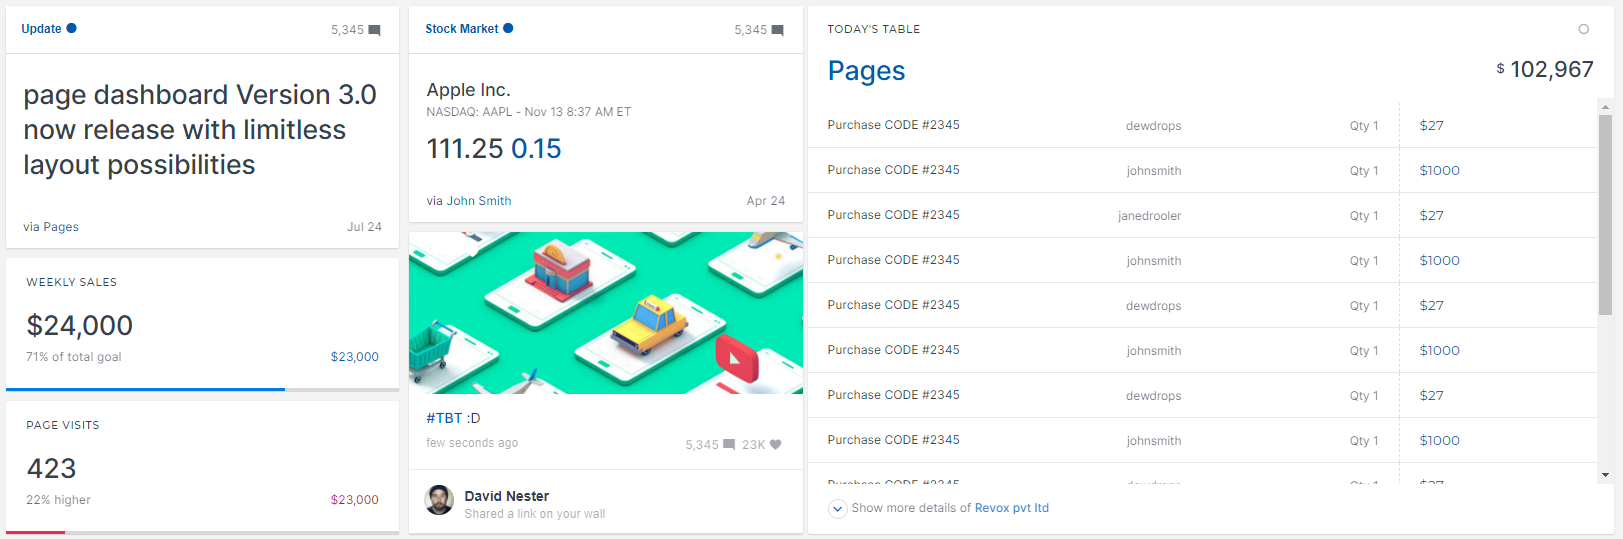 Update
5,345
page dashboard Version 3.0
now release with limitless
layout possibilities
via Pages
Jul 24
WEEKLY SALES
$24,000
71% of total goal
$23,000
PAGE VISITS
423
22% higher
$23,000
Stock Market
5,345
Apple Inc.
NASDAQ: AAPL - Nov 13 8:37 AM ET
111.25 0.15
via John Smith
Apr 24
#TBT :D
few seconds ago
5,345 23K
David Nester
Shared a link on your wall
TODAY'S TABLE
Pages
$ 102,967
Purchase CODE #2345 dewdrops Qty 1 $27
Purchase CODE #2345 johnsmith Qty 1 $1000
Purchase CODE #2345 janedrooler Qty 1 $27
Purchase CODE #2345 johnsmith Qty 1 $1000
Purchase CODE #2345 dewdrops Qty 1 $27
Purchase CODE #2345 johnsmith Qty 1 $1000
Purchase CODE #2345 dewdrops Qty 1 $27
Purchase CODE #2345 johnsmith Qty 1 $1000
Purchase CODE #2345 dewdrops Qty 1 $27
Show more details of Revox pvt ltd